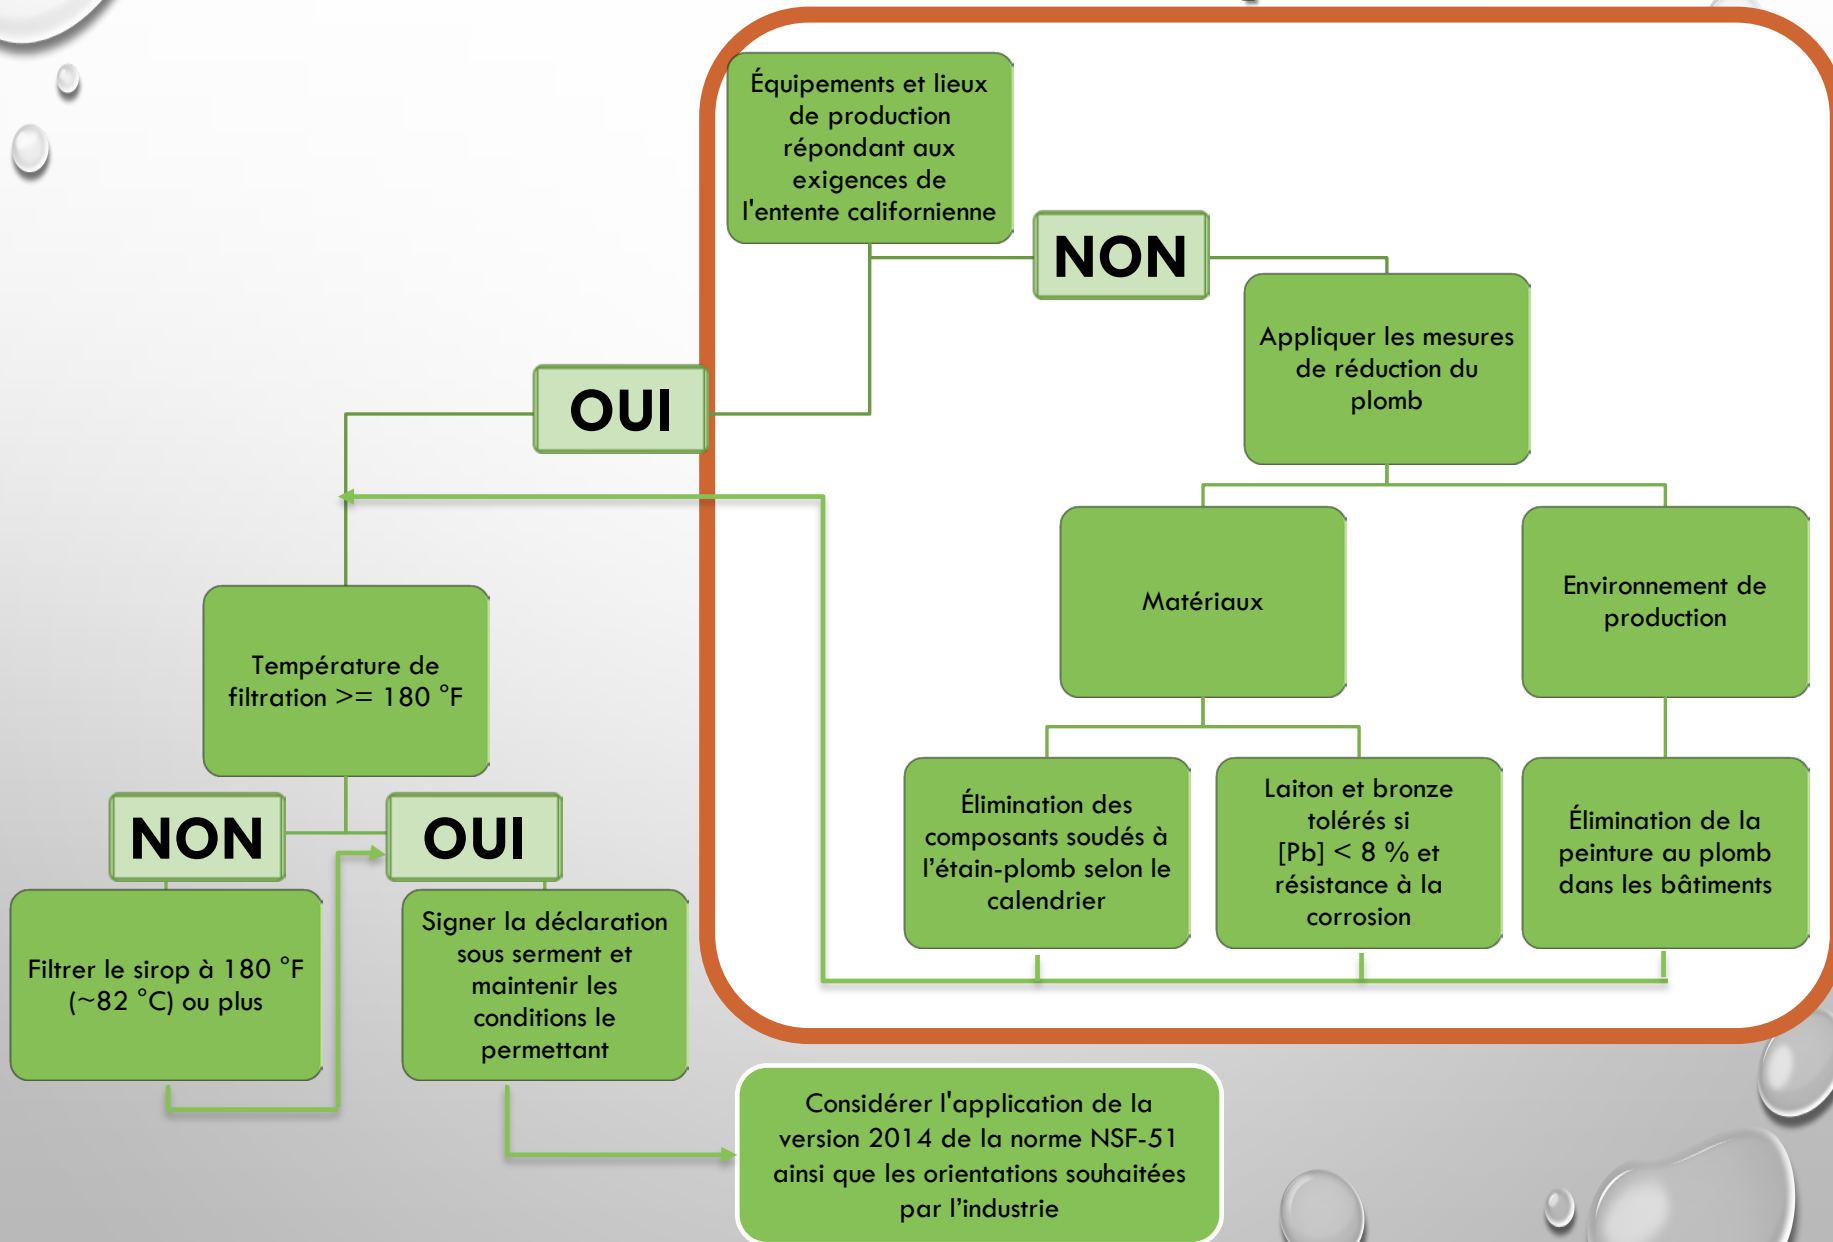 Équipements et lieux
de production
répondant aux
exigences de
l'entente californienne
NON
Appliquer les mesures
de réduction du
plomb
OUI
Matériaux
Environnement de
production
Température de
filtration >= 180 °F
Élimination des
composants soudés à
l’étain-plomb selon le
calendrier
Laiton et bronze
tolérés si
[Pb] < 8 % et
résistance à la
corrosion
Élimination de la
peinture au plomb
dans les bâtiments
NON
OUI
Filtrer le sirop à 180 °F
(~82 °C) ou plus
Signer la déclaration
sous serment et
maintenir les
conditions le
permettant
Considérer l'application de la
version 2014 de la norme NSF-51
ainsi que les orientations souhaitées
par l’industrie